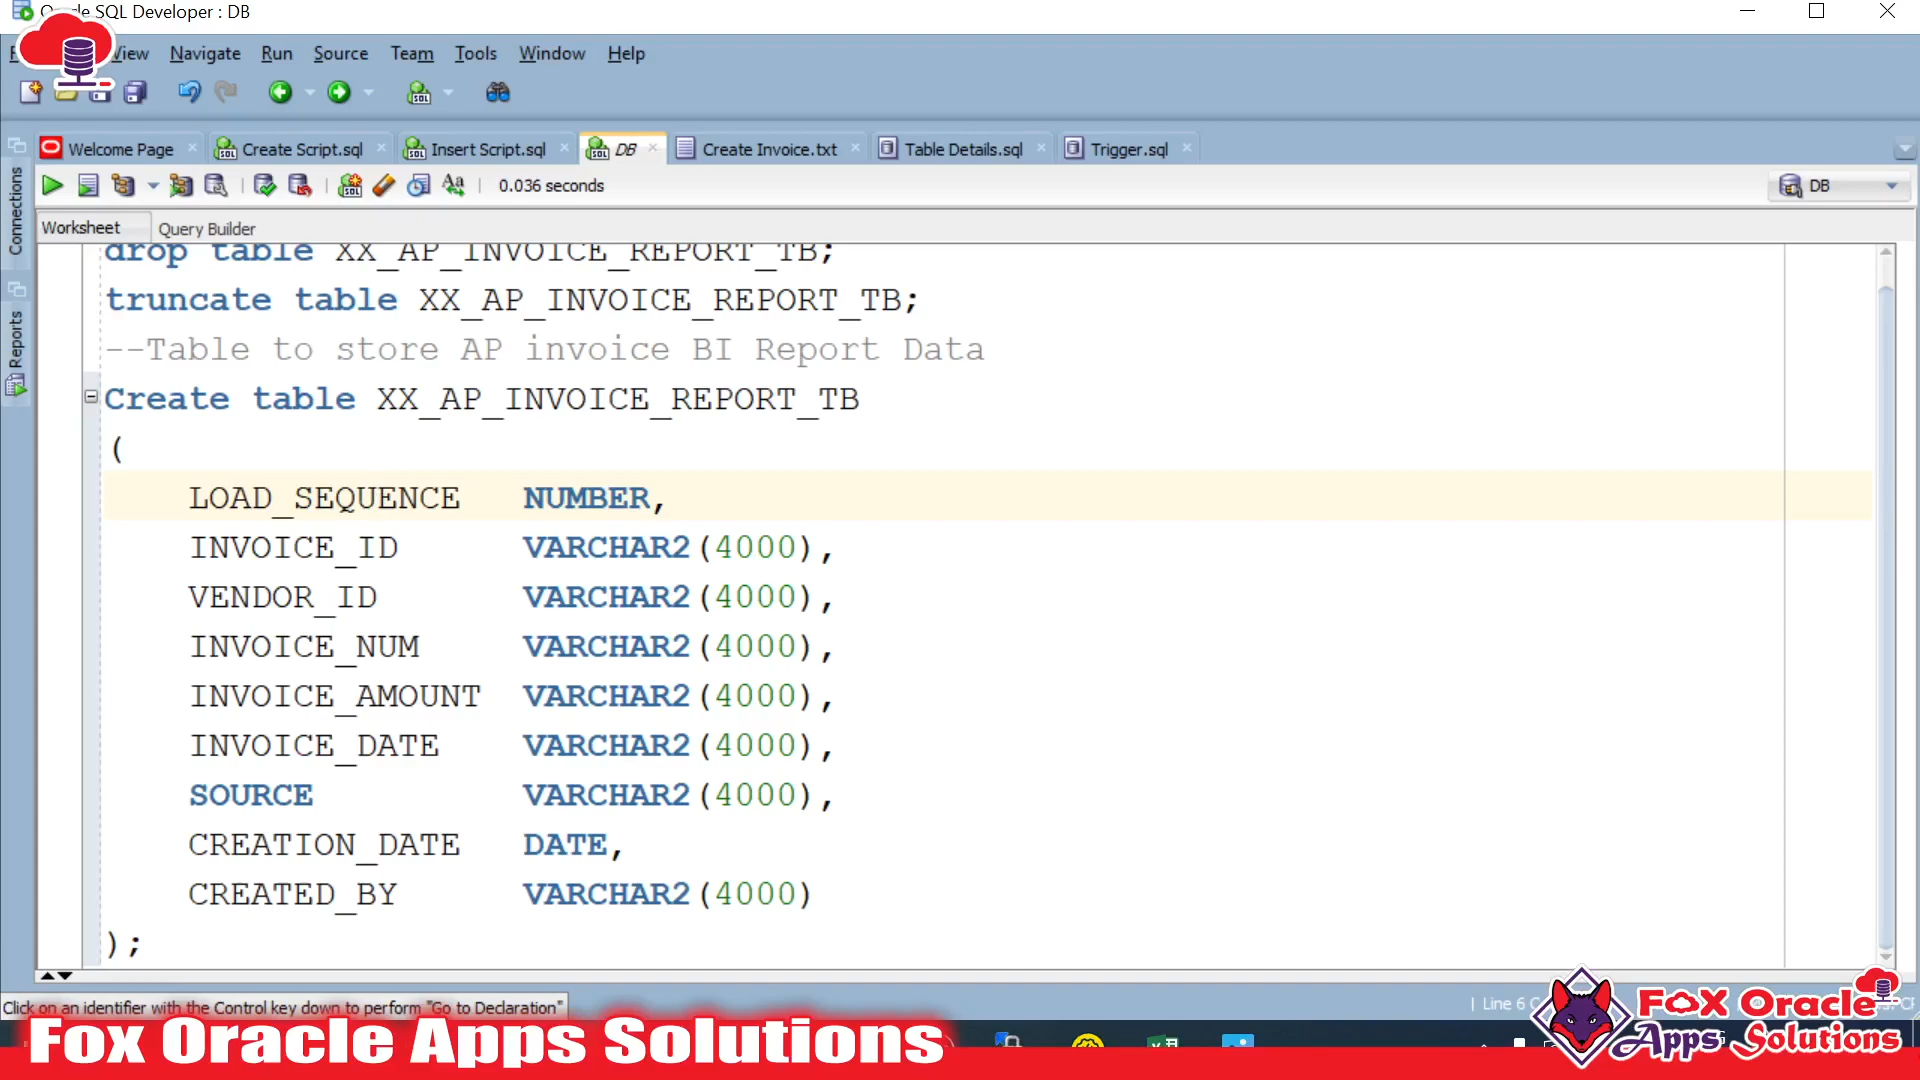 Oracle SQL Developer : DB
View Navigate Run Source Team Tools Window Help
Welcome Page Create Script.sql Insert Script.sql DB Create Invoice.txt Table Details.sql Trigger.sql
0.036 seconds
DB
Connections
Reports
Worksheet Query Builder
drop table XX_AP_INVOICE_REPORT_TB;
truncate table XX_AP_INVOICE_REPORT_TB;
--Table to store AP invoice BI Report Data
Create table XX_AP_INVOICE_REPORT_TB
(
LOAD_SEQUENCE NUMBER,
INVOICE_ID VARCHAR2(4000),
VENDOR_ID VARCHAR2(4000),
INVOICE_NUM VARCHAR2(4000),
INVOICE_AMOUNT VARCHAR2(4000),
INVOICE_DATE VARCHAR2(4000),
SOURCE VARCHAR2(4000),
CREATION_DATE DATE,
CREATED_BY VARCHAR2(4000)
);
Click on an identifier with the Control key down to perform "Go to Declaration"
Line 6
Fox Oracle Apps Solutions
Fox Oracle
Apps Solutions